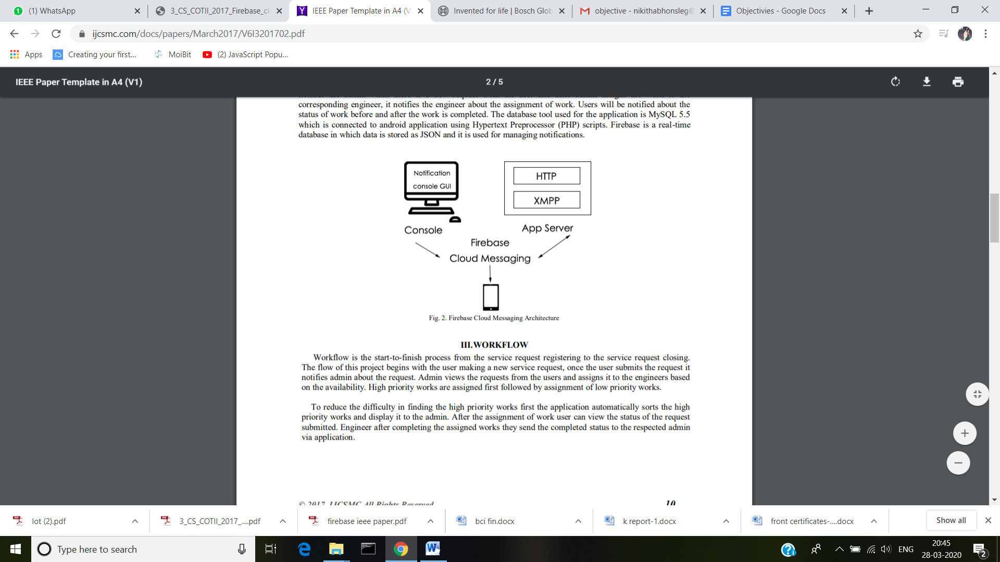 (1) WhatsApp
3_CS_COTII_2017_Firebase_cl
IEEE Paper Template in A4 (V
Invented for life | Bosch Glob
objective - nikithabhonsleg@
Objectivies - Google Docs
ijcsmc.com/docs/papers/March2017/V6I3201702.pdf
Apps
Creating your first...
MoiBit
(2) JavaScript Popu...
IEEE Paper Template in A4 (V1)
2 / 5
corresponding engineer, it notifies the engineer about the assignment of work. Users will be notified about the
status of work before and after the work is completed. The database tool used for the application is MySQL 5.5
which is connected to android application using Hypertext Preprocessor (PHP) scripts. Firebase is a real-time
database in which data is stored as JSON and it is used for managing notifications.
Notification
console GUI
HTTP
XMPP
Console
App Server
Firebase
Cloud Messaging
Fig. 2. Firebase Cloud Messaging Architecture
III.WORKFLOW
Workflow is the start-to-finish process from the service request registering to the service request closing.
The flow of this project begins with the user making a new service request, once the user submits the request it
notifies admin about the request. Admin views the requests from the users and assigns it to the engineers based
on the availability. High priority works are assigned first followed by assignment of low priority works.
To reduce the difficulty in finding the high priority works first the application automatically sorts the high
priority works and display it to the admin. After the assignment of work user can view the status of the request
submitted. Engineer after completing the assigned works they send the completed status to the respected admin
via application.
© 2017, IJCSMC All Rights Reserved
10
Iot (2).pdf
3_CS_COTII_2017_....pdf
firebase ieee paper.pdf
bci fin.docx
k report-1.docx
front certificates-....docx
Show all
Type here to search
ENG
20:45
28-03-2020
2